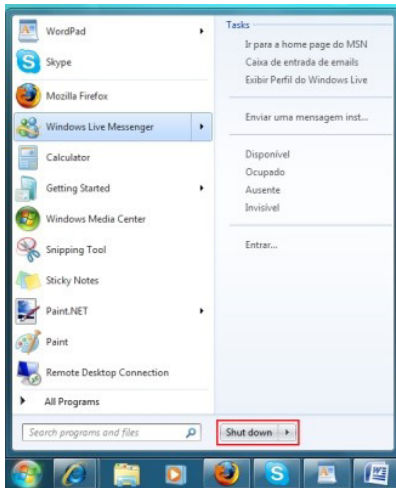 WordPad
Skype
Mozilla Firefox
Windows Live Messenger
Calculator
Getting Started
Windows Media Center
Snipping Tool
Sticky Notes
Paint.NET
Paint
Remote Desktop Connection
All Programs
Search programs and files
Tasks
Ir para a home page do MSN
Caixa de entrada de emails
Exibir Perfil do Windows Live
Enviar uma mensagem inst...
Disponível
Ocupado
Ausente
Invisível
Entrar...
Shut down